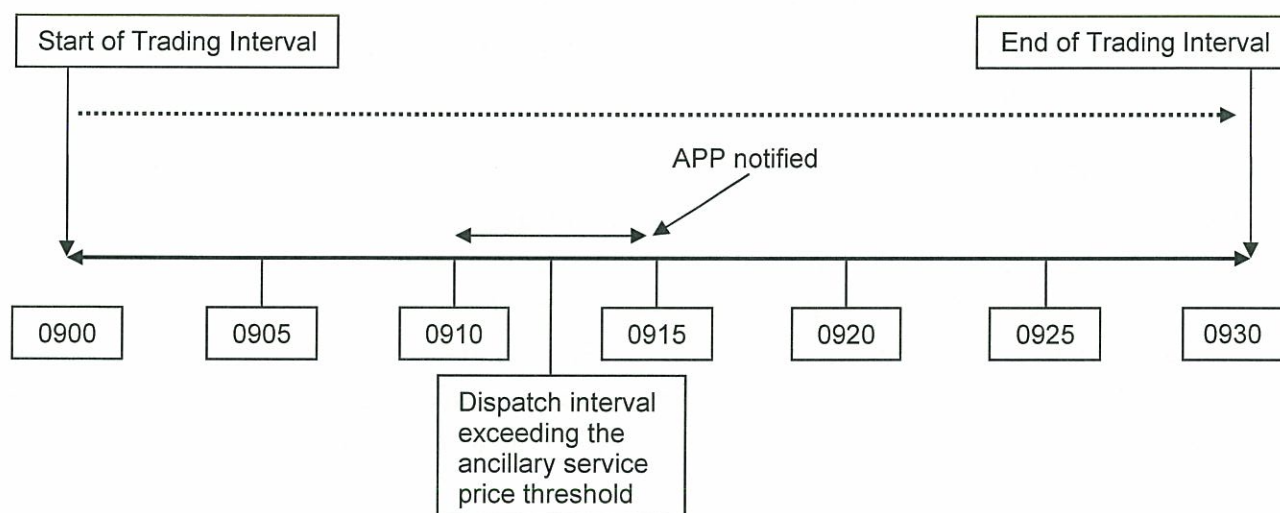 Start of Trading Interval
End of Trading Interval
APP notified
0900
0905
0910
0915
0920
0925
0930
Dispatch interval
exceeding the
ancillary service
price threshold